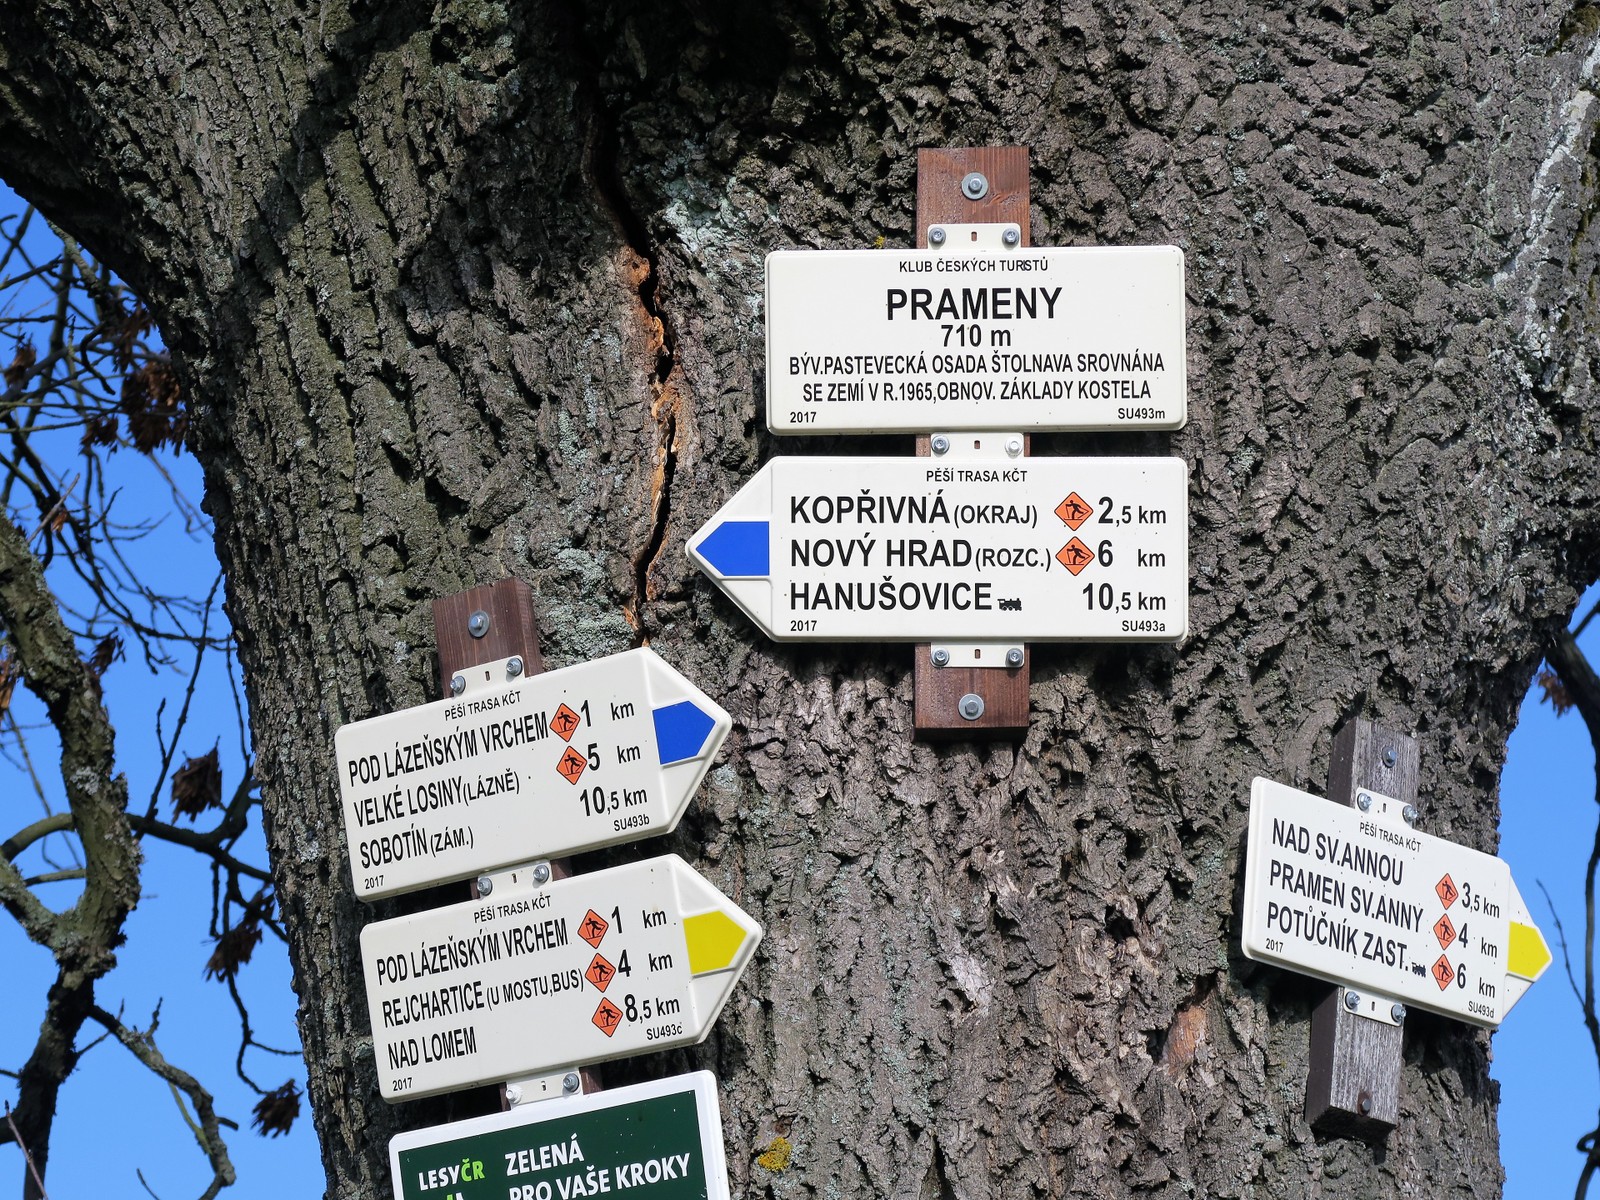 KLUB ČESKÝCH TURISTŮ
PRAMENY
710 m
BÝV.PASTEVECKÁ OSADA ŠTOLNAVA SROVNÁNA
SE ZEMÍ V R.1965,OBNOV. ZÁKLADY KOSTELA
2017 SU493m
PĚŠÍ TRASA KČT
KOPŘIVNÁ (OKRAJ) 2,5 km
NOVÝ HRAD (ROZC.) 6 km
HANUŠOVICE 10,5 km
2017 SU493a
PĚŠÍ TRASA KČT
POD LÁZEŇSKÝM VRCHEM 1 km
VELKÉ LOSINY (LÁZNĚ) 5 km
SOBOTÍN (ZÁM.) 10,5 km
2017 SU493b
PĚŠÍ TRASA KČT
POD LÁZEŇSKÝM VRCHEM 1 km
REJCHARTICE (U MOSTU,BUS) 4 km
NAD LOMEM 8,5 km
2017 SU493c
LESYČR ZELENÁ
PRO VAŠE KROKY
PĚŠÍ TRASA KČT
NAD SV.ANNOU 3,5 km
PRAMEN SV.ANNY 4 km
POTŮČNÍK ZAST. 6 km
2017 SU493d